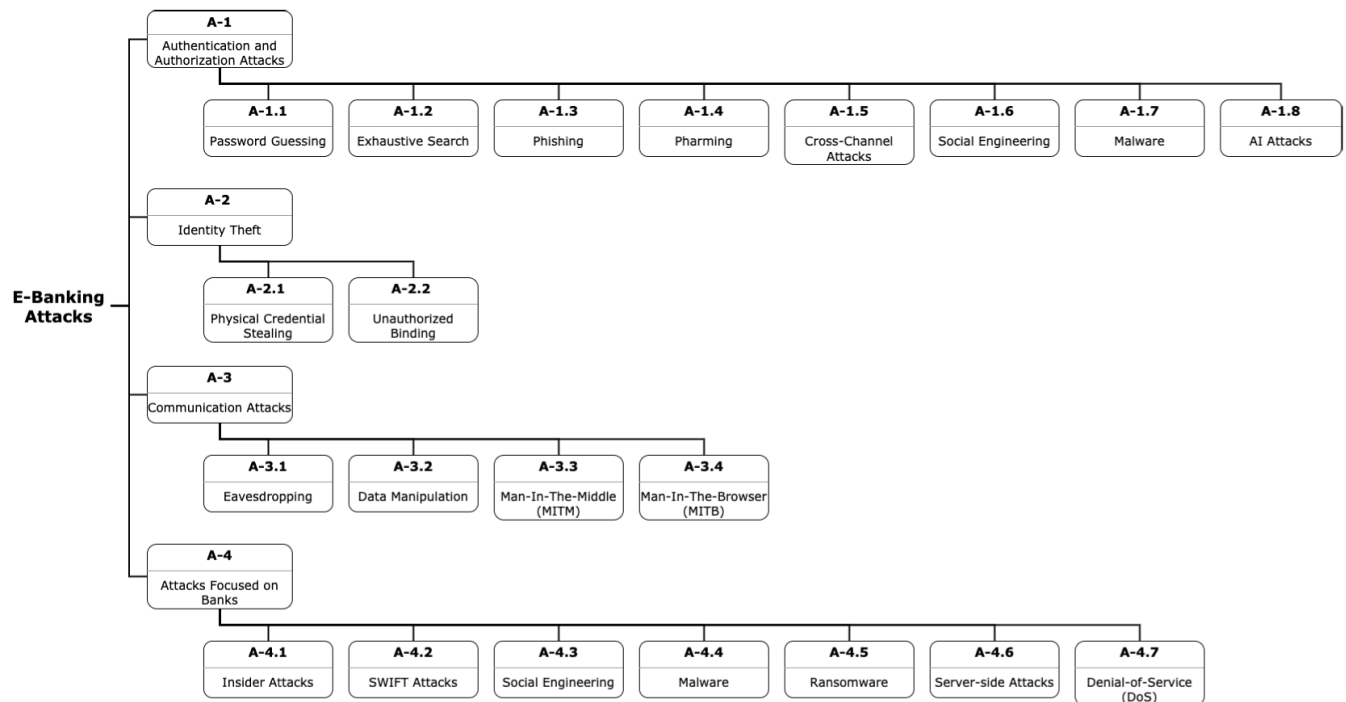 A-1
Authentication and
Authorization Attacks
A-1.1
Password Guessing
A-1.2
Exhaustive Search
A-1.3
Phishing
A-1.4
Pharming
A-1.5
Cross-Channel
Attacks
A-1.6
Social Engineering
A-1.7
Malware
A-1.8
AI Attacks
A-2
Identity Theft
A-2.1
Physical Credential
Stealing
A-2.2
Unauthorized
Binding
E-Banking
Attacks
A-3
Communication Attacks
A-3.1
Eavesdropping
A-3.2
Data Manipulation
A-3.3
Man-In-The-Middle
(MITM)
A-3.4
Man-In-The-Browser
(MITB)
A-4
Attacks Focused on
Banks
A-4.1
Insider Attacks
A-4.2
SWIFT Attacks
A-4.3
Social Engineering
A-4.4
Malware
A-4.5
Ransomware
A-4.6
Server-side Attacks
A-4.7
Denial-of-Service
(DoS)